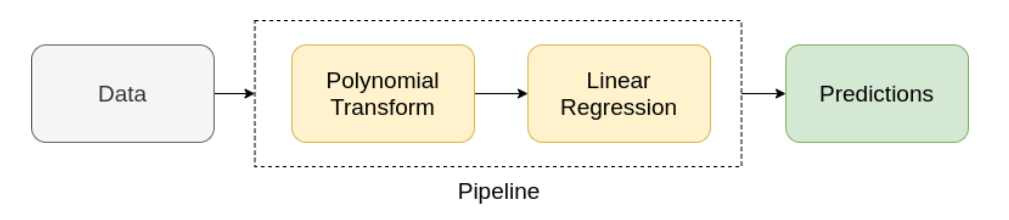 Data
Polynomial
Transform
Linear
Regression
Predictions
Pipeline